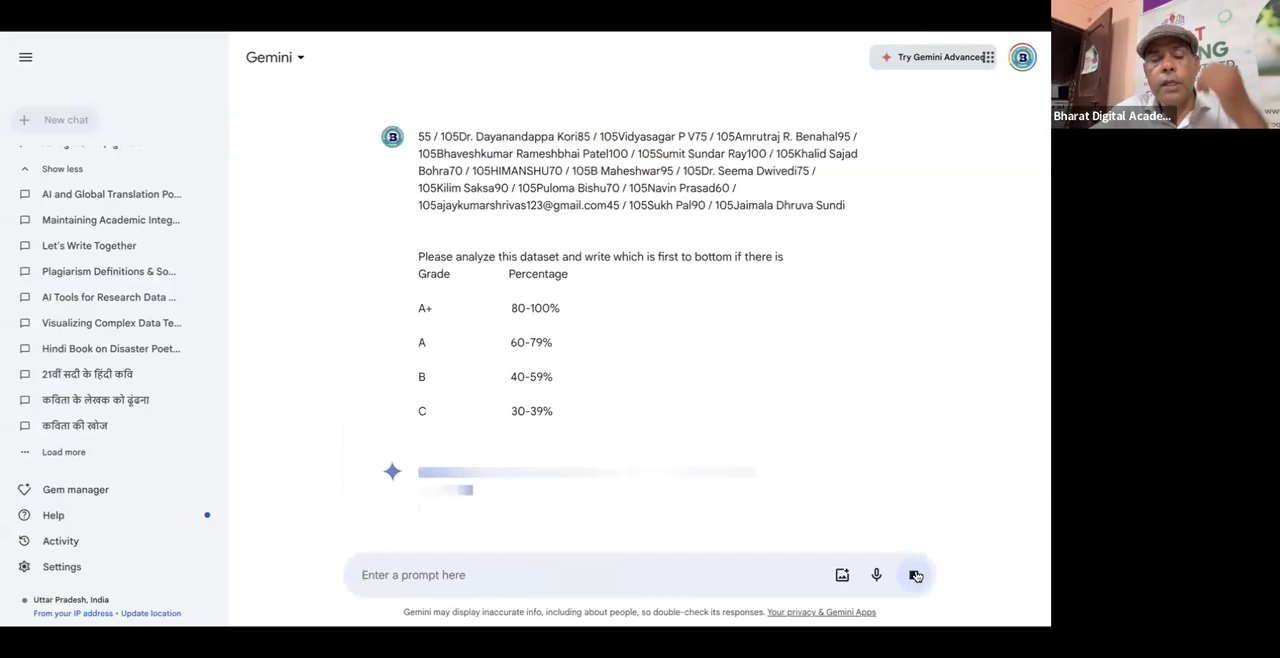 Gemini
Try Gemini Advanced
B
New chat
Show less
AI and Global Translation Po...
Maintaining Academic Integ...
Let's Write Together
Plagiarism Definitions & So...
AI Tools for Research Data ...
Visualizing Complex Data Te...
Hindi Book on Disaster Poet...
21वीं सदी के हिंदी कवि
कविता के लेखक को ढूंढना
कविता की खोज
Load more
Gem manager
Help
Activity
Settings
Uttar Pradesh, India
From your IP address • Update location
B
55 / 105Dr. Dayanandappa Kori85 / 105Vidyasagar P V75 / 105Amrutraj R. Benahal95 /
105Bhaveshkumar Rameshbhai Patel100 / 105Sumit Sundar Ray100 / 105Khalid Sajad
Bohra70 / 105HIMANSHU70 / 105B Maheshwar95 / 105Dr. Seema Dwivedi75 /
105Kilim Saksa90 / 105Puloma Bishu70 / 105Navin Prasad60 /
105ajaykumarshrivas123@gmail.com45 / 105Sukh Pal90 / 105Jaimala Dhruva Sundi
Please analyze this dataset and write which is first to bottom if there is
Grade Percentage
A+ 80-100%
A 60-79%
B 40-59%
C 30-39%
Enter a prompt here
Gemini may display inaccurate info, including about people, so double-check its responses. Your privacy & Gemini Apps
Bharat Digital Acade...